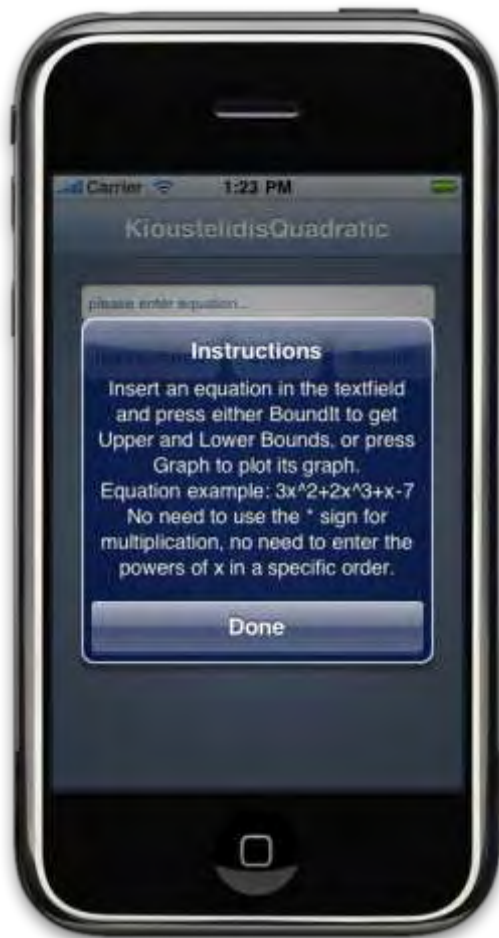 Carrier 1:23 PM
KioustelidisQuadratic
please enter equation...
Instructions
Insert an equation in the textfield
and press either BoundIt to get
Upper and Lower Bounds, or press
Graph to plot its graph.
Equation example: 3x^2+2x^3+x-7
No need to use the * sign for
multiplication, no need to enter the
powers of x in a specific order.
Done